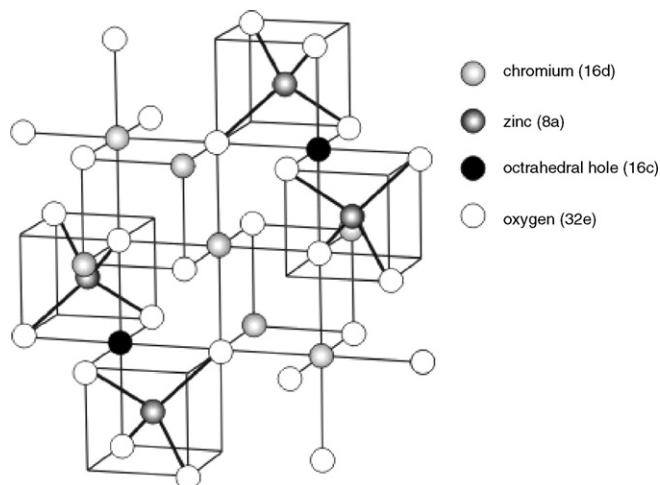 chromium (16d)
zinc (8a)
octrahedral hole (16c)
oxygen (32e)